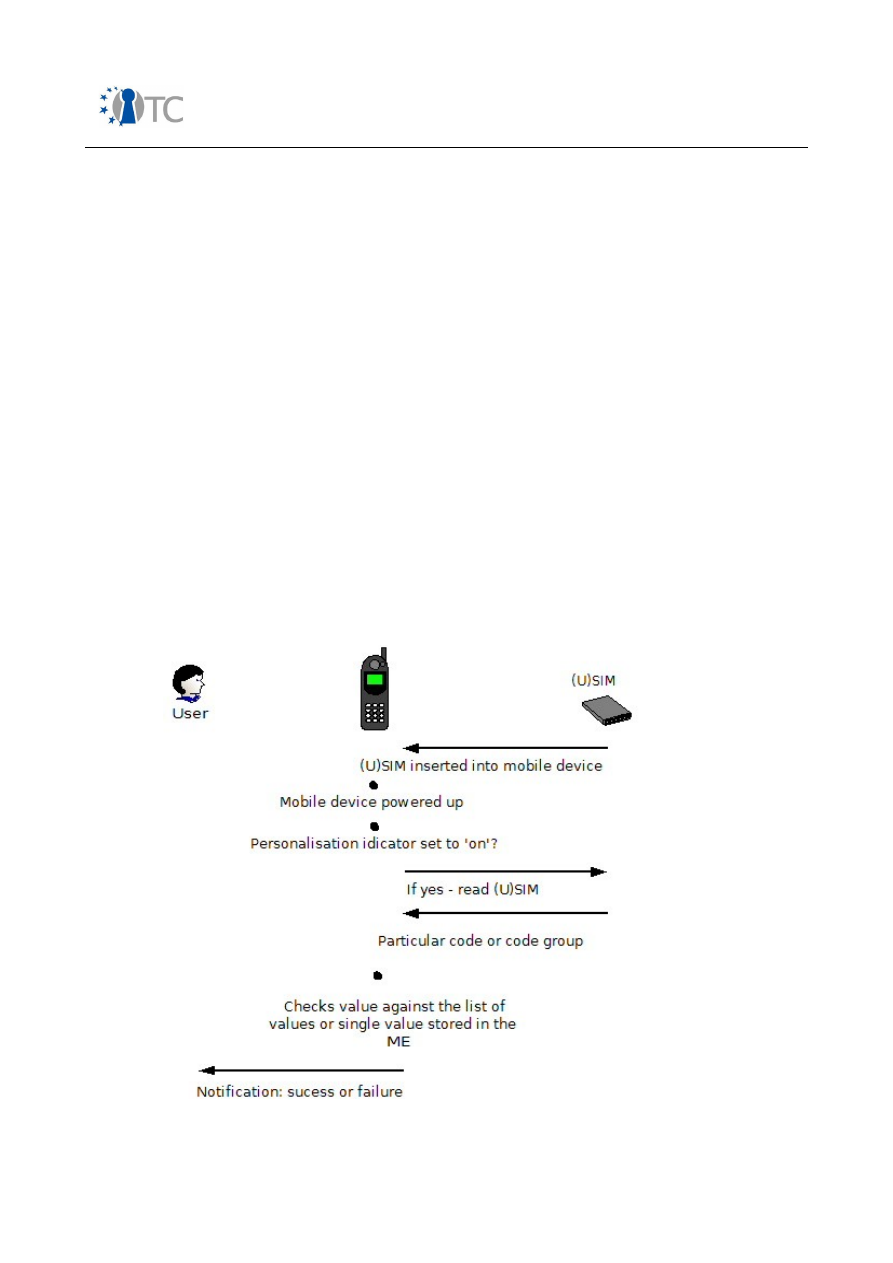 TC
(U)SIM
User
(U)SIM inserted into mobile device
Mobile device powered up
Personalisation idicator set to 'on'?
If yes - read (U)SIM
Particular code or code group
Checks value against the list of
values or single value stored in the
ME
Notification: sucess or failure